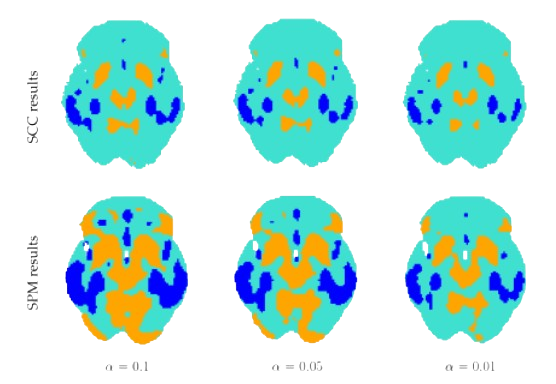 SCC results
SPM results
α = 0.1
α = 0.05
α = 0.01